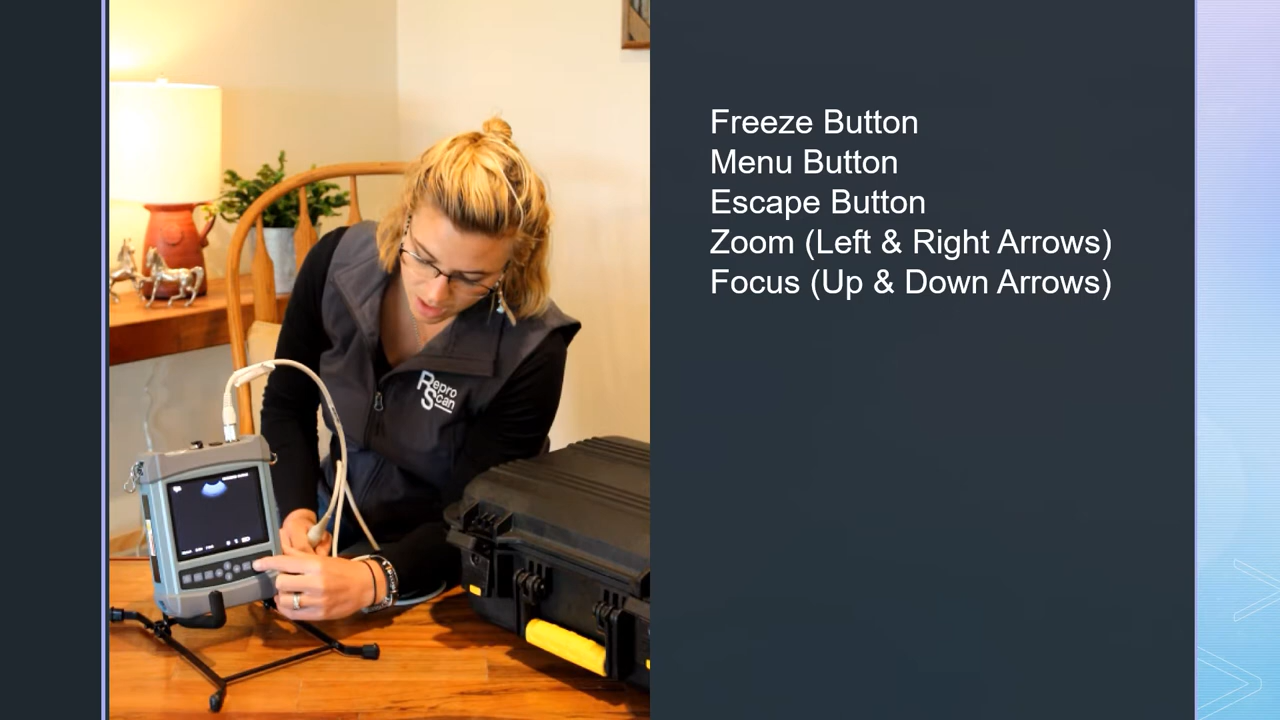 Repro
Scan
Freeze Button
Menu Button
Escape Button
Zoom (Left & Right Arrows)
Focus (Up & Down Arrows)